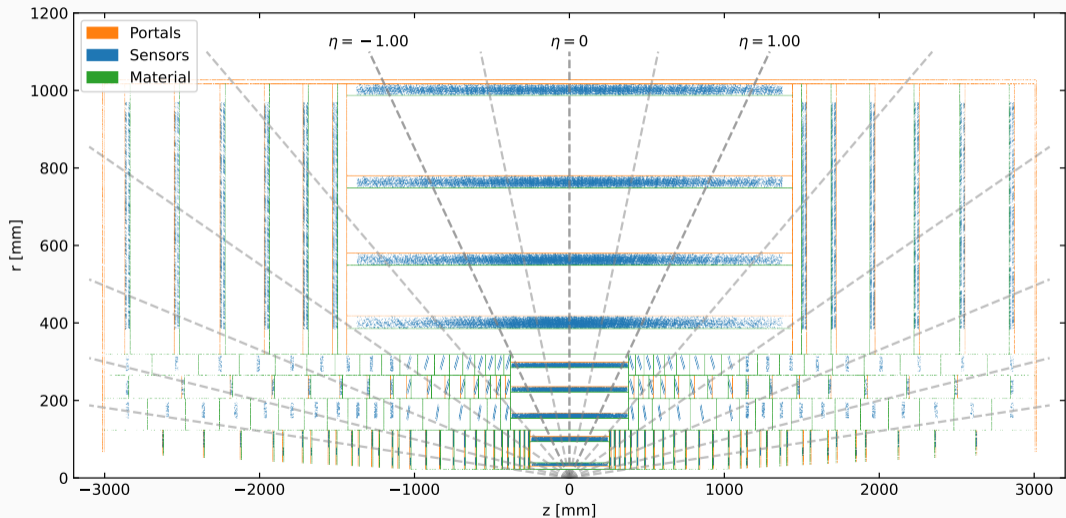 1200
1000
800
600
400
200
0
r [mm]
Portals
Sensors
Material
η = −1.00
η = 0
η = 1.00
−3000 −2000 −1000 0 1000 2000 3000
z [mm]